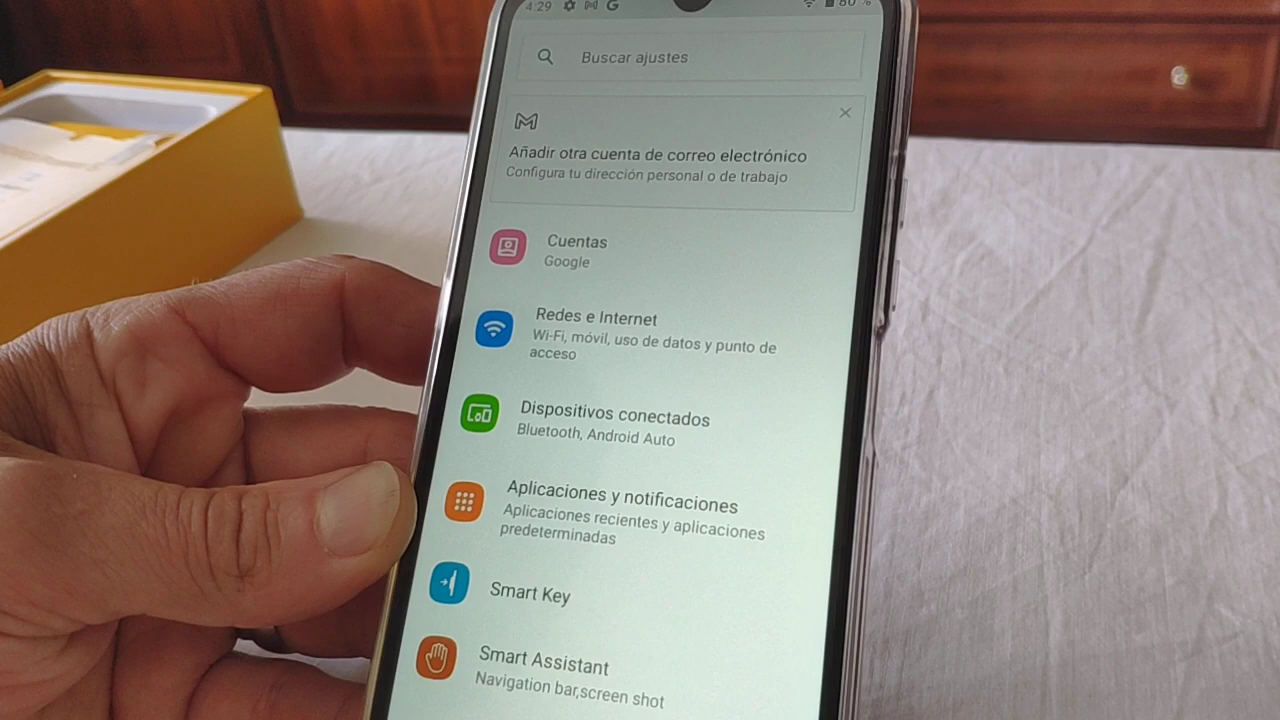 4:29 80 %
Buscar ajustes
Añadir otra cuenta de correo electrónico
Configura tu dirección personal o de trabajo
Cuentas
Google
Redes e Internet
Wi-Fi, móvil, uso de datos y punto de
acceso
Dispositivos conectados
Bluetooth, Android Auto
Aplicaciones y notificaciones
Aplicaciones recientes y aplicaciones
predeterminadas
Smart Key
Smart Assistant
Navigation bar,screen shot